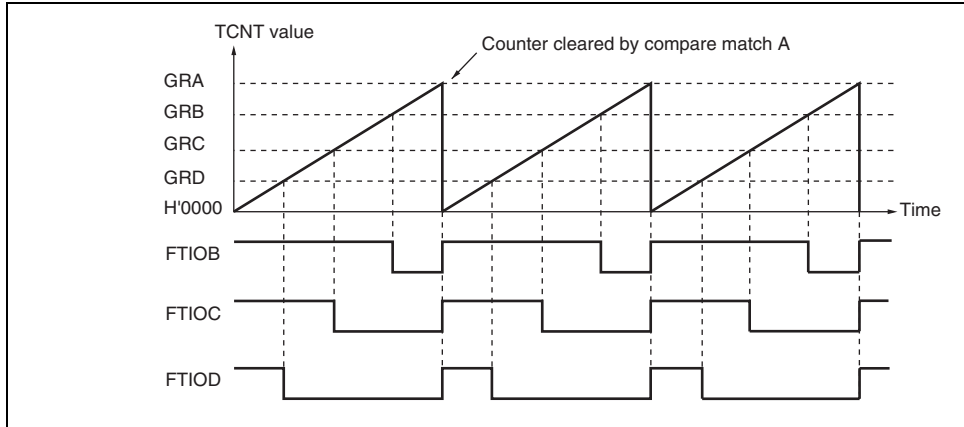 TCNT value
Counter cleared by compare match A
GRA
GRB
GRC
GRD
H'0000
Time
FTIOB
FTIOC
FTIOD